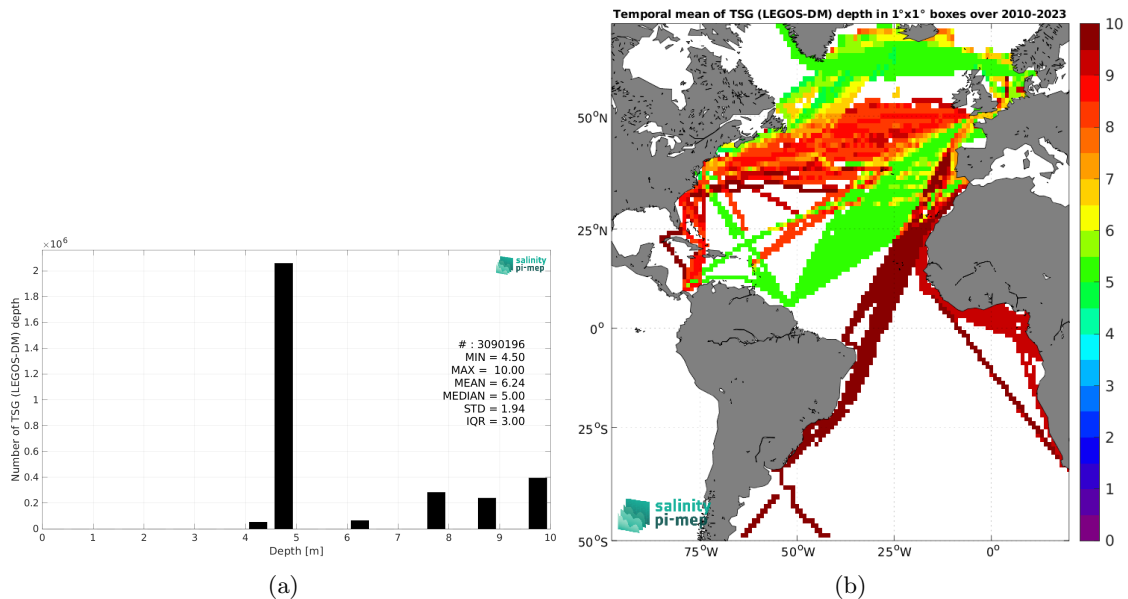 ×10⁶
2
1.8
1.6
1.4
1.2
1
0.8
0.6
0.4
0.2
0
Number of TSG (LEGOS-DM) depth
salinity
pi-mep
# : 3090196
MIN = 4.50
MAX = 10.00
MEAN = 6.24
MEDIAN = 5.00
STD = 1.94
IQR = 3.00
0 1 2 3 4 5 6 7 8 9 10
Depth [m]
(a)
Temporal mean of TSG (LEGOS-DM) depth in 1°x1° boxes over 2010-2023
50°N
25°N
0°
25°S
50°S
75°W 50°W 25°W 0°
salinity
pi-mep
10
9
8
7
6
5
4
3
2
1
0
(b)